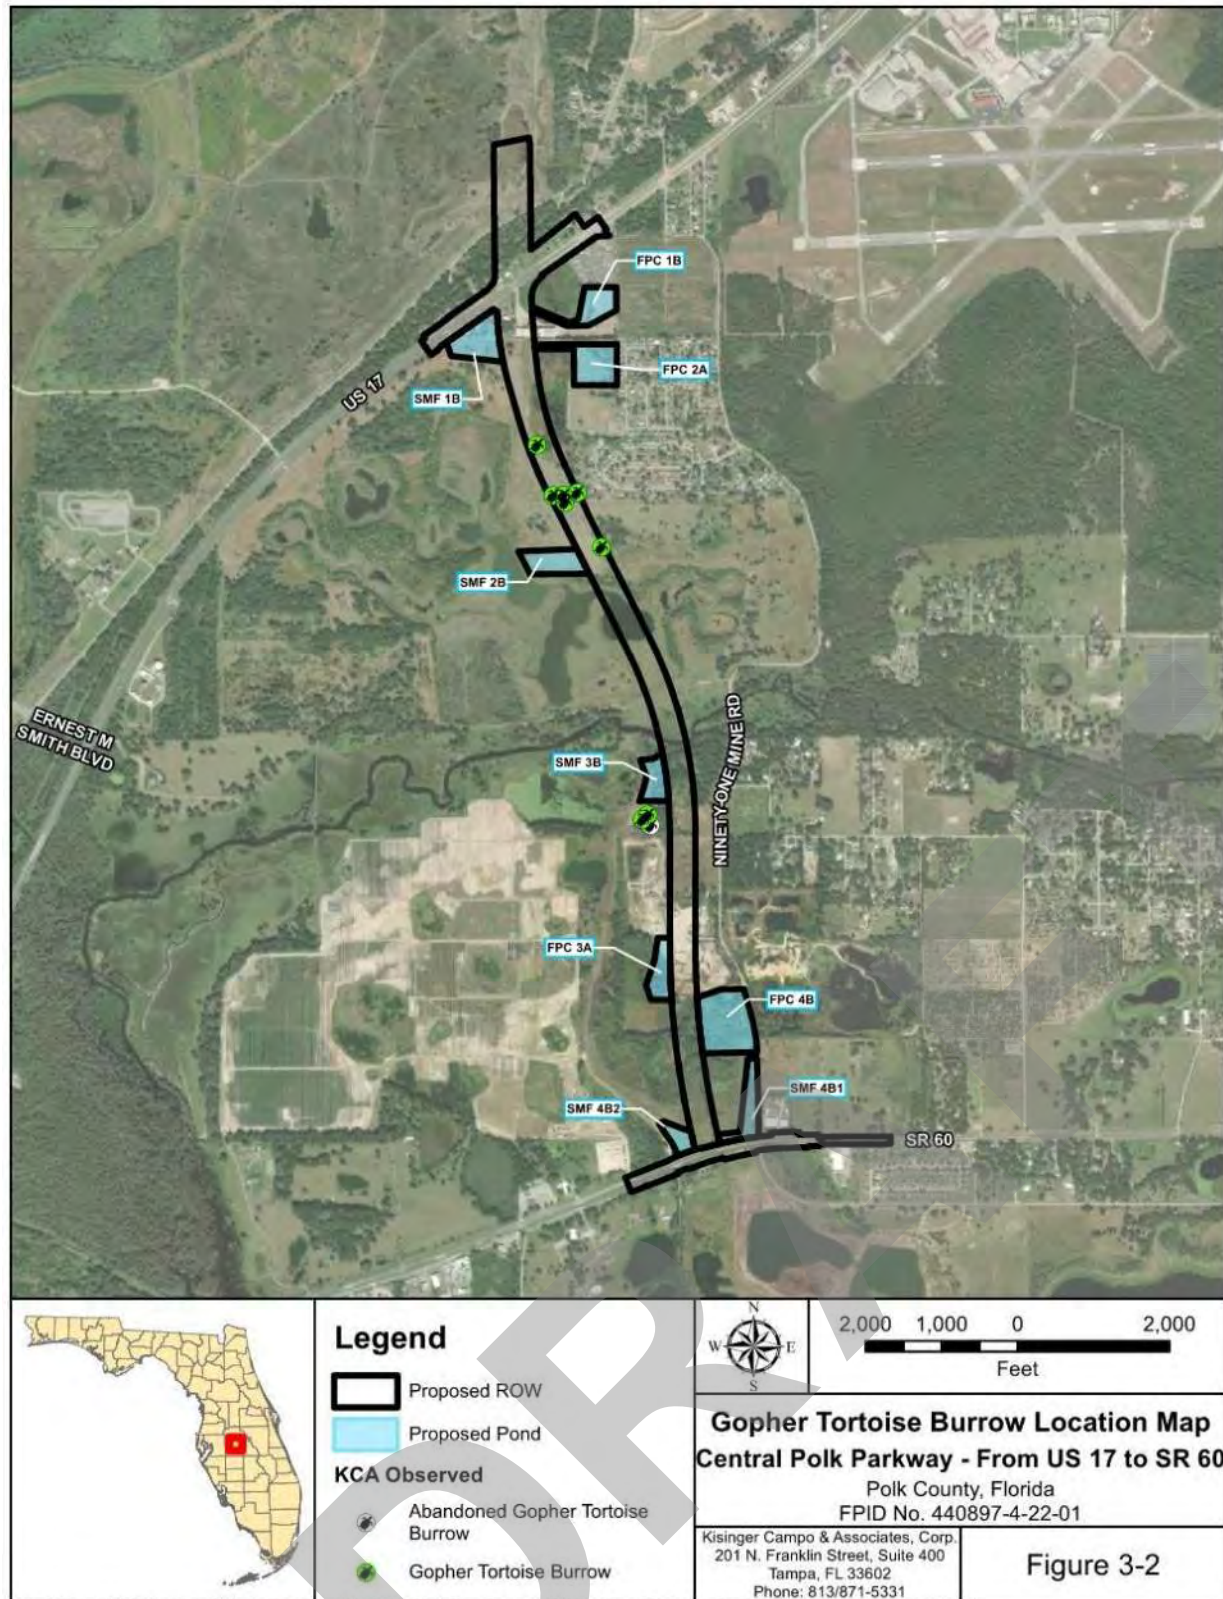 FPC 1B
FPC 2A
SMF 1B
US 17
SMF 2B
ERNEST M
SMITH BLVD
SMF 3B
NINETY-ONE MINE RD
FPC 3A
FPC 4B
SMF 4B1
SMF 4B2
SR 60
Legend
Proposed ROW
Proposed Pond
KCA Observed
Abandoned Gopher Tortoise
Burrow
Gopher Tortoise Burrow
N
W
E
S
2,000 1,000 0 2,000
Feet
Gopher Tortoise Burrow Location Map
Central Polk Parkway - From US 17 to SR 60
Polk County, Florida
FPID No. 440897-4-22-01
Kisinger Campo & Associates, Corp.
201 N. Franklin Street, Suite 400
Tampa, FL 33602
Phone: 813/871-5331
Figure 3-2